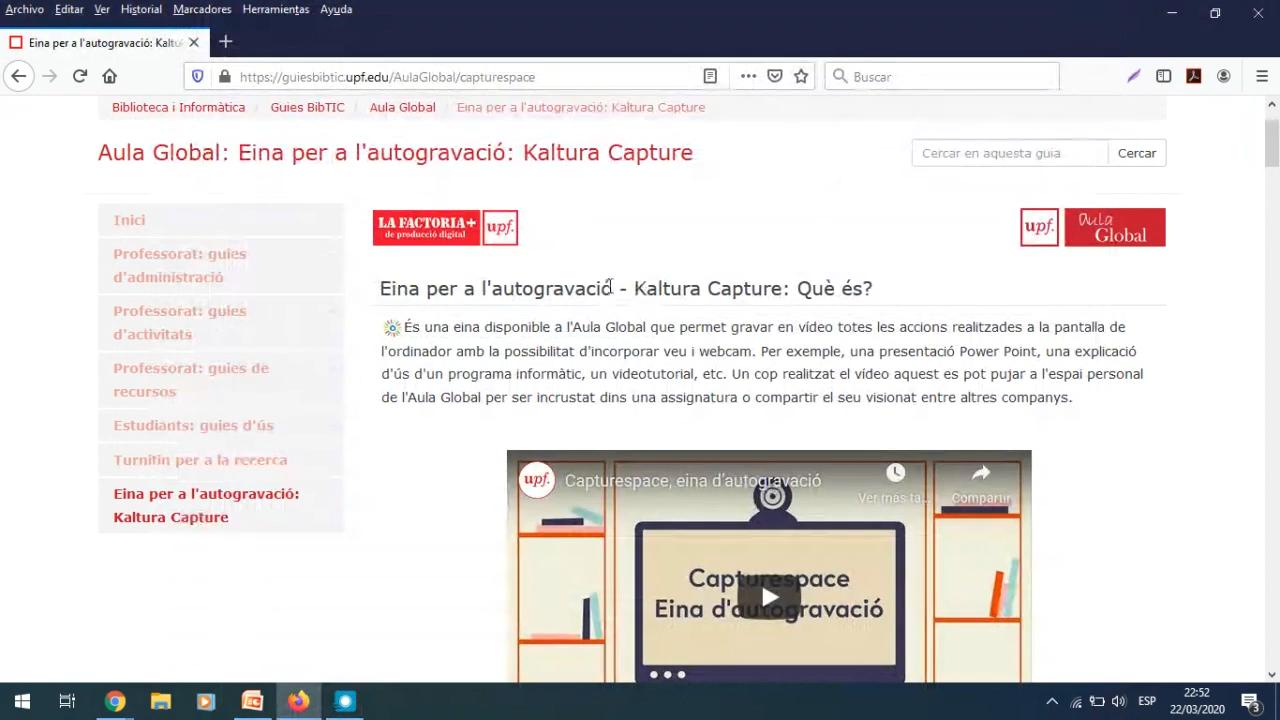 Archivo Editar Ver Historial Marcadores Herramientas Ayuda
Eina per a l'autogravació: Kaltu
https://guiesbibtic.upf.edu/AulaGlobal/capturespace
Buscar
Biblioteca i Informàtica Guies BibTIC Aula Global Eina per a l'autogravació: Kaltura Capture
Aula Global: Eina per a l'autogravació: Kaltura Capture
Cercar en aquesta guia Cercar
Inici
Professorat: guies
d'administració
Professorat: guies
d'activitats
Professorat: guies de
recursos
Estudiants: guies d'ús
Turnitin per a la recerca
Eina per a l'autogravació:
Kaltura Capture
LA FACTORIA+
de producció digital
upf.
upf.
Aula
Global
Eina per a l'autogravació - Kaltura Capture: Què és?
És una eina disponible a l'Aula Global que permet gravar en vídeo totes les accions realitzades a la pantalla de
l'ordinador amb la possibilitat d'incorporar veu i webcam. Per exemple, una presentació Power Point, una explicació
d'ús d'un programa informàtic, un videotutorial, etc. Un cop realitzat el vídeo aquest es pot pujar a l'espai personal
de l'Aula Global per ser incrustat dins una assignatura o compartir el seu visionat entre altres companys.
upf.
Capturespace, eina d'autogravació
Ver más ta...
Compartir
Capturespace
Eina d'autogravació
ESP
22:52
22/03/2020
3